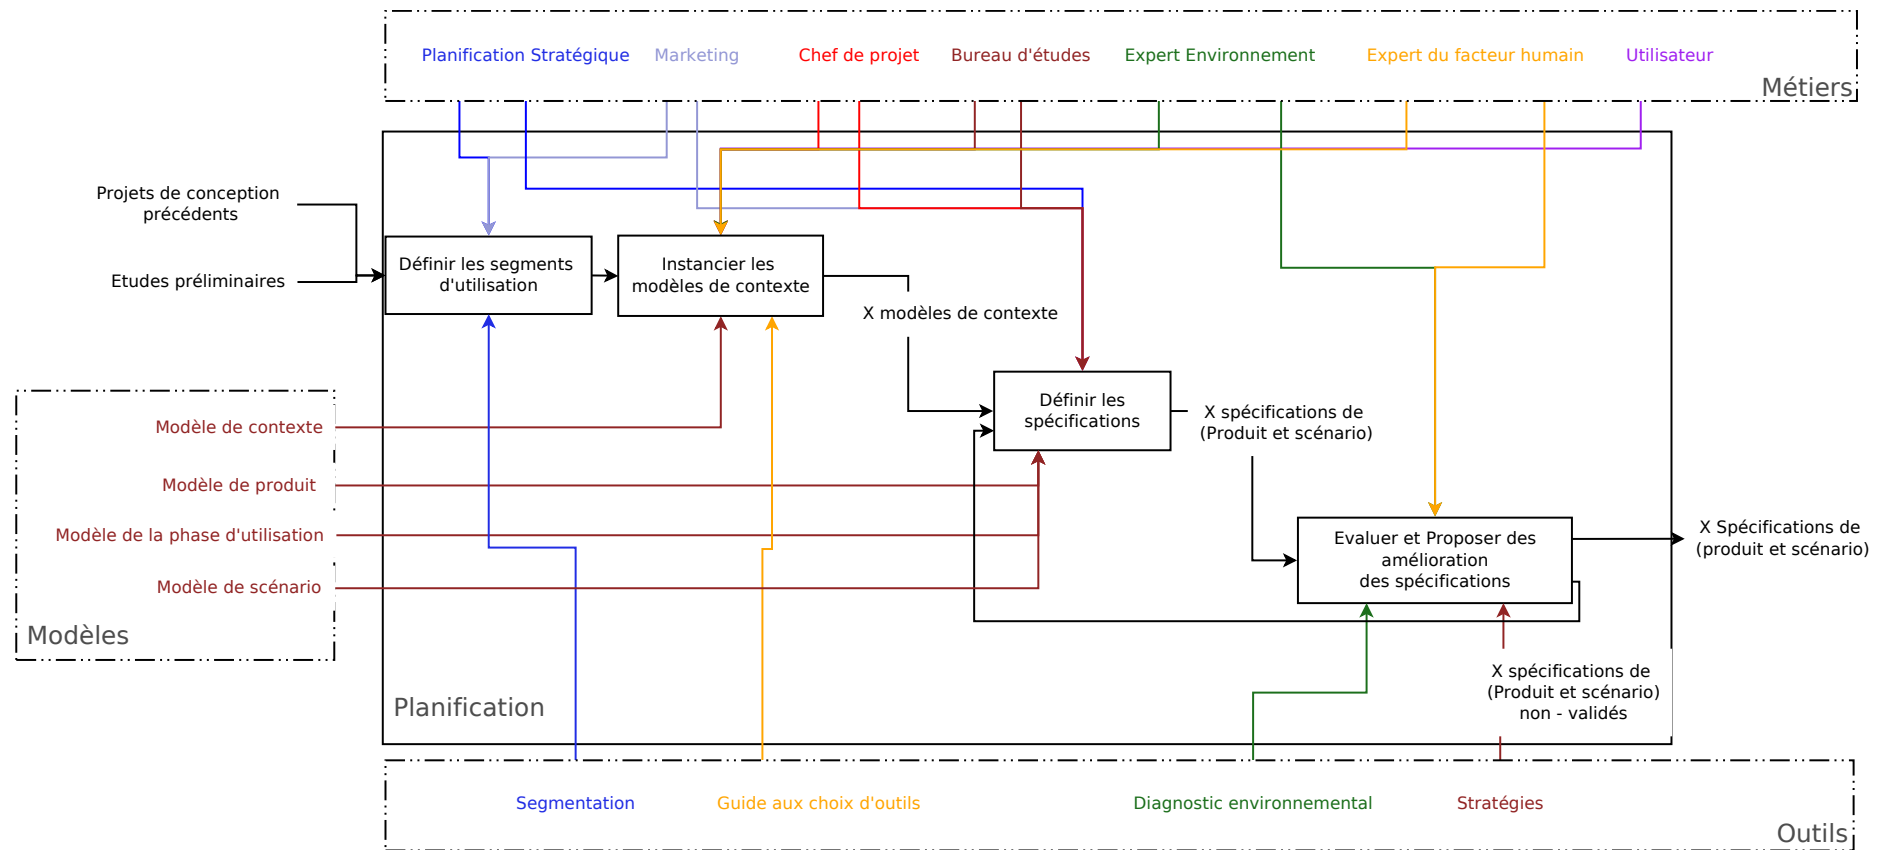 Planification Stratégique
Marketing
Chef de projet
Bureau d'études
Expert Environnement
Expert du facteur humain
Utilisateur
Métiers
Projets de conception
précédents
Etudes préliminaires
Définir les segments
d'utilisation
Instancier les
modèles de contexte
X modèles de contexte
Définir les
spécifications
X spécifications de
(Produit et scénario)
Modèle de contexte
Modèle de produit
Modèle de la phase d'utilisation
Modèle de scénario
Modèles
Evaluer et Proposer des
amélioration
des spécifications
X Spécifications de
(produit et scénario)
X spécifications de
(Produit et scénario)
non - validés
Planification
Segmentation
Guide aux choix d'outils
Diagnostic environnemental
Stratégies
Outils